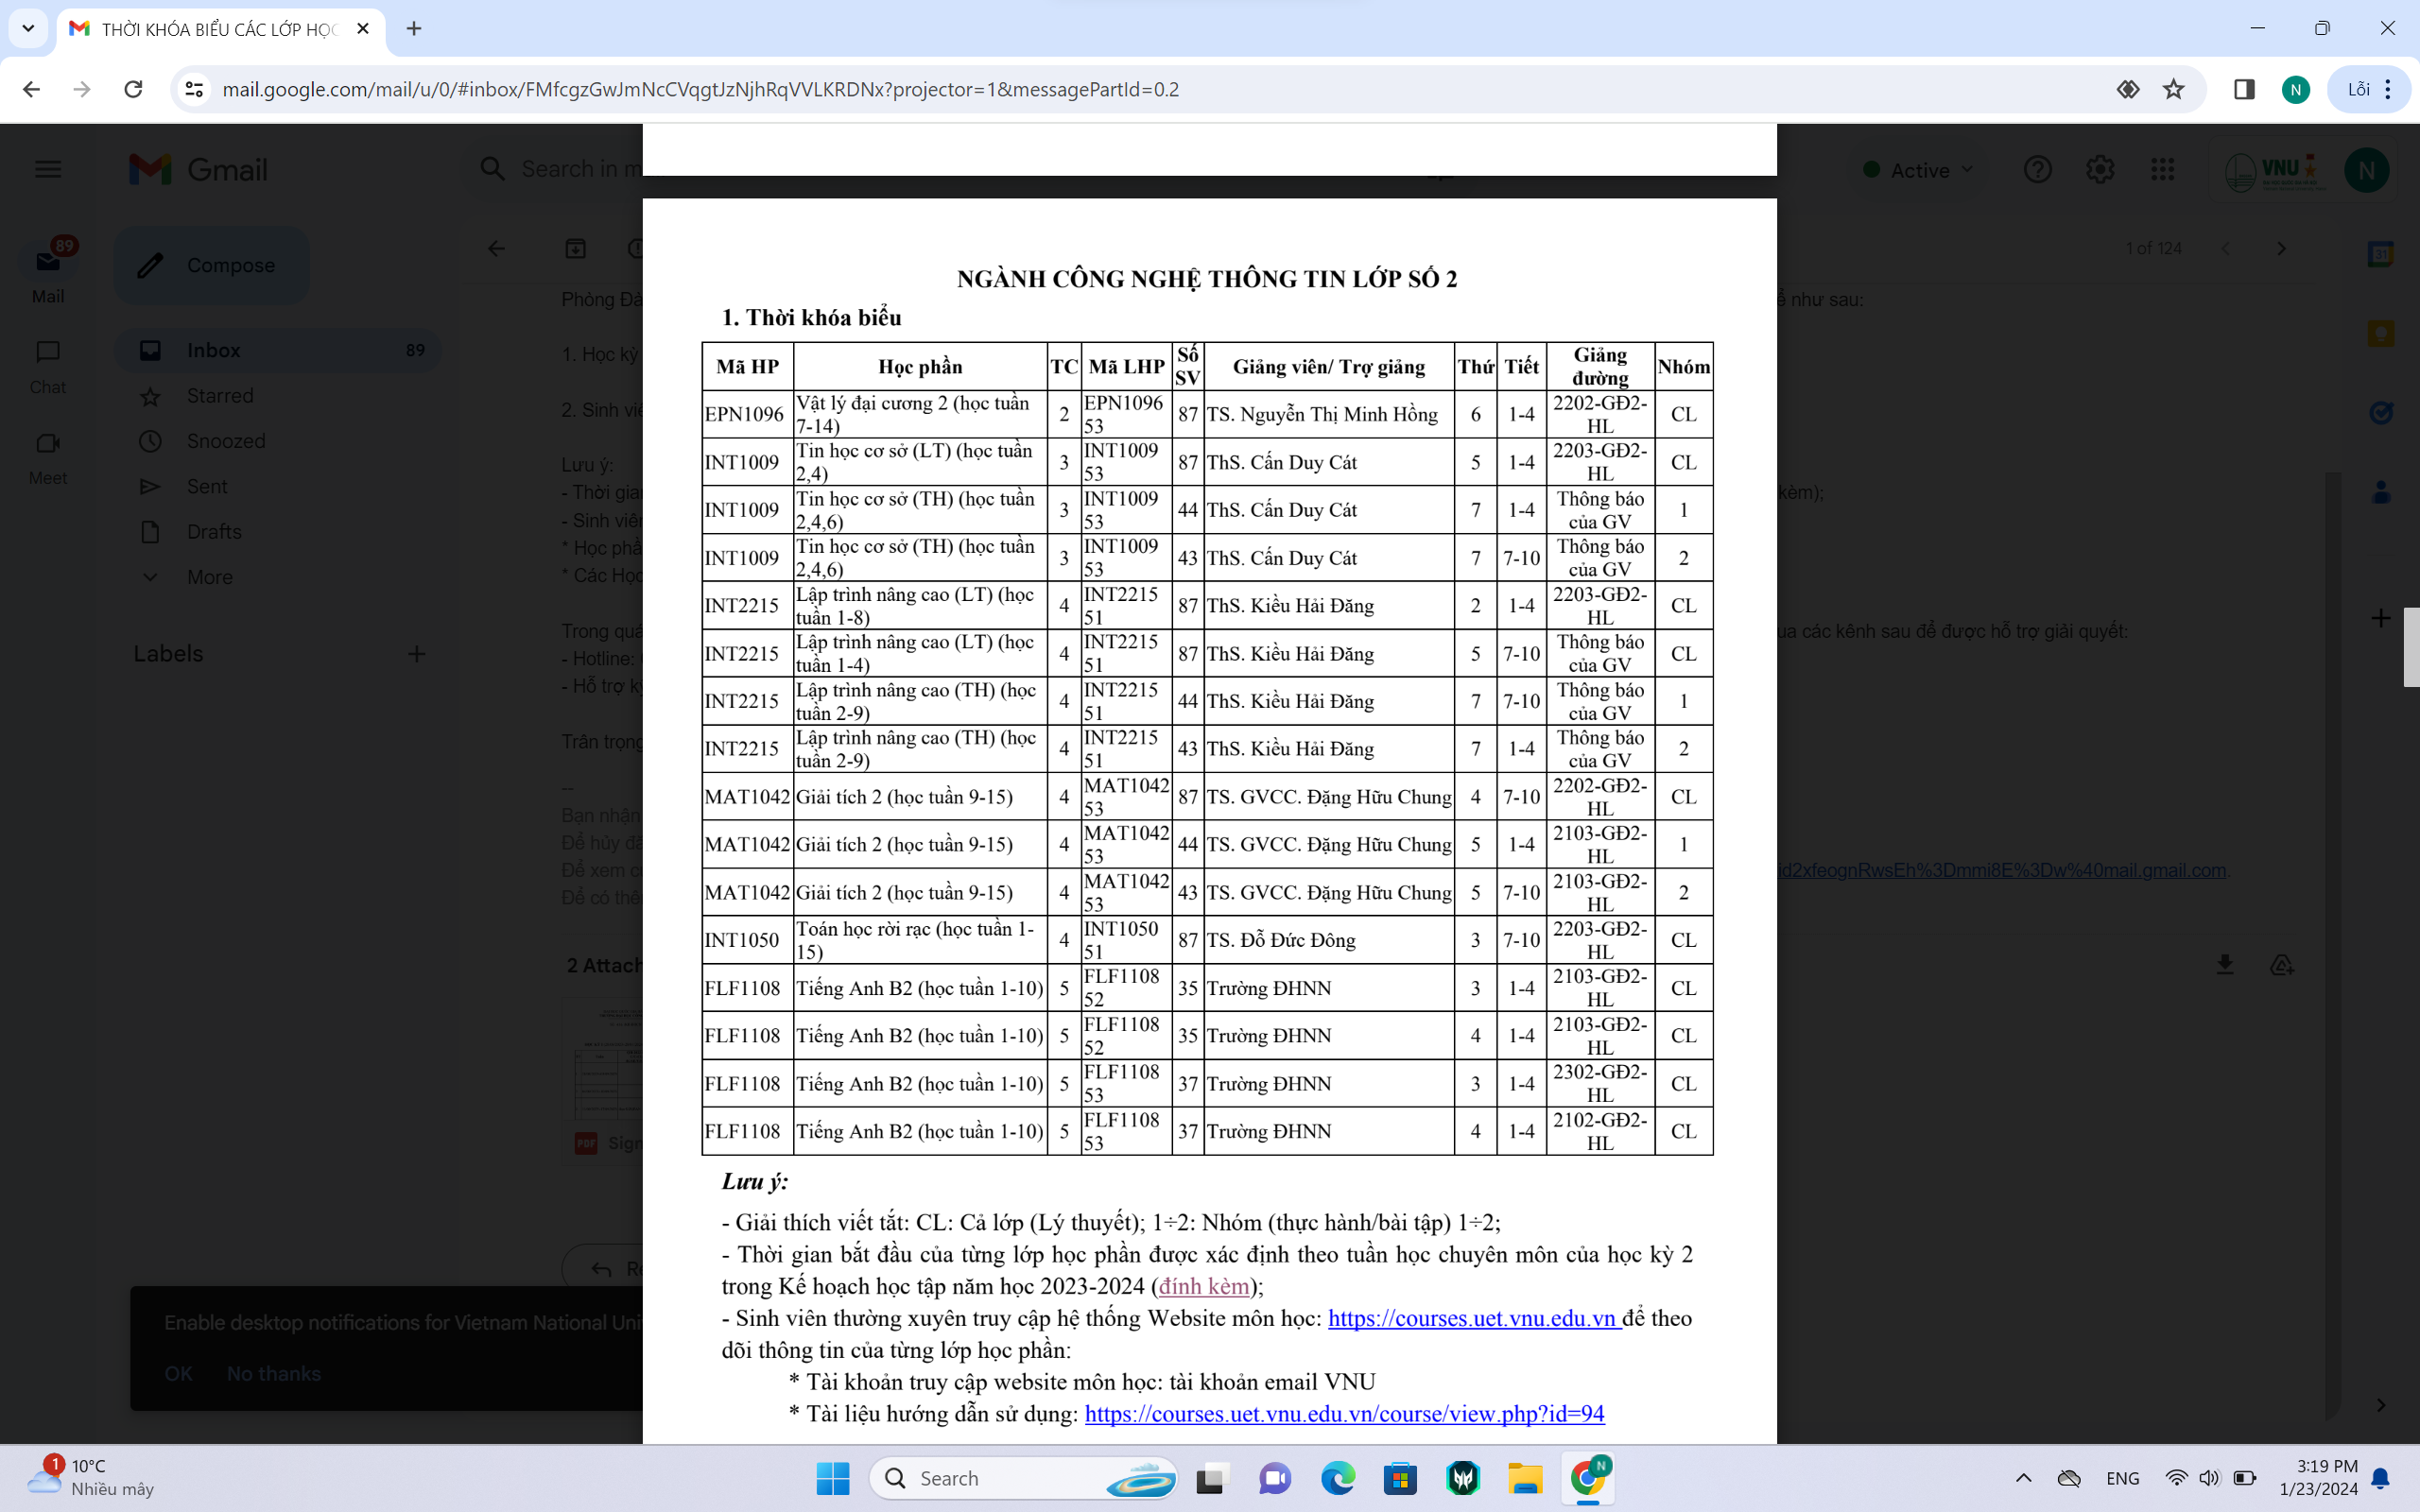 THỜI KHÓA BIỂU CÁC LỚP HỌC
mail.google.com/mail/u/0/#inbox/FMfcgzGwJmNcCVqgtJzNjhRqVVLKRDNx?projector=1&messagePartId=0.2
N
Lỗi
Gmail
Search in m
Active
VNU
N
89
Mail
Chat
Meet
Compose
Inbox 89
Starred
Snoozed
Sent
Drafts
More
Labels
1 of 124
Phòng Đà
ể như sau:
1. Học kỳ
2. Sinh viê
Lưu ý:
- Thời gia
kèm);
- Sinh viên
* Học phầ
* Các Học
Trong quá
ua các kênh sau để được hỗ trợ giải quyết:
- Hotline:
- Hỗ trợ kỹ
Trân trọng
--
Bạn nhận
Để hủy đă
Để xem c
id2xfeognRwsEh%3Dmmi8E%3Dw%40mail.gmail.com.
Để có thê
2 Attach
PDF Sign
Re
Enable desktop notifications for Vietnam National Uni
OK No thanks
NGÀNH CÔNG NGHỆ THÔNG TIN LỚP SỐ 2
1. Thời khóa biểu
Mã HP Học phần TC Mã LHP Số SV Giảng viên/ Trợ giảng Thứ Tiết Giảng đường Nhóm
EPN1096 Vật lý đại cương 2 (học tuần 7-14) 2 EPN1096 53 87 TS. Nguyễn Thị Minh Hồng 6 1-4 2202-GĐ2-HL CL
INT1009 Tin học cơ sở (LT) (học tuần 2,4) 3 INT1009 53 87 ThS. Cấn Duy Cát 5 1-4 2203-GĐ2-HL CL
INT1009 Tin học cơ sở (TH) (học tuần 2,4,6) 3 INT1009 53 44 ThS. Cấn Duy Cát 7 1-4 Thông báo của GV 1
INT1009 Tin học cơ sở (TH) (học tuần 2,4,6) 3 INT1009 53 43 ThS. Cấn Duy Cát 7 7-10 Thông báo của GV 2
INT2215 Lập trình nâng cao (LT) (học tuần 1-8) 4 INT2215 51 87 ThS. Kiều Hải Đăng 2 1-4 2203-GĐ2-HL CL
INT2215 Lập trình nâng cao (LT) (học tuần 1-4) 4 INT2215 51 87 ThS. Kiều Hải Đăng 5 7-10 Thông báo của GV CL
INT2215 Lập trình nâng cao (TH) (học tuần 2-9) 4 INT2215 51 44 ThS. Kiều Hải Đăng 7 7-10 Thông báo của GV 1
INT2215 Lập trình nâng cao (TH) (học tuần 2-9) 4 INT2215 51 43 ThS. Kiều Hải Đăng 7 1-4 Thông báo của GV 2
MAT1042 Giải tích 2 (học tuần 9-15) 4 MAT1042 53 87 TS. GVCC. Đặng Hữu Chung 4 7-10 2202-GĐ2-HL CL
MAT1042 Giải tích 2 (học tuần 9-15) 4 MAT1042 53 44 TS. GVCC. Đặng Hữu Chung 5 1-4 2103-GĐ2-HL 1
MAT1042 Giải tích 2 (học tuần 9-15) 4 MAT1042 53 43 TS. GVCC. Đặng Hữu Chung 5 7-10 2103-GĐ2-HL 2
INT1050 Toán học rời rạc (học tuần 1-15) 4 INT1050 51 87 TS. Đỗ Đức Đông 3 7-10 2203-GĐ2-HL CL
FLF1108 Tiếng Anh B2 (học tuần 1-10) 5 FLF1108 52 35 Trường ĐHNN 3 1-4 2103-GĐ2-HL CL
FLF1108 Tiếng Anh B2 (học tuần 1-10) 5 FLF1108 52 35 Trường ĐHNN 4 1-4 2103-GĐ2-HL CL
FLF1108 Tiếng Anh B2 (học tuần 1-10) 5 FLF1108 53 37 Trường ĐHNN 3 1-4 2302-GĐ2-HL CL
FLF1108 Tiếng Anh B2 (học tuần 1-10) 5 FLF1108 53 37 Trường ĐHNN 4 1-4 2102-GĐ2-HL CL
Lưu ý:
- Giải thích viết tắt: CL: Cả lớp (Lý thuyết); 1÷2: Nhóm (thực hành/bài tập) 1÷2;
- Thời gian bắt đầu của từng lớp học phần được xác định theo tuần học chuyên môn của học kỳ 2
trong Kế hoạch học tập năm học 2023-2024 (đính kèm);
- Sinh viên thường xuyên truy cập hệ thống Website môn học: https://courses.uet.vnu.edu.vn để theo
dõi thông tin của từng lớp học phần:
* Tài khoản truy cập website môn học: tài khoản email VNU
* Tài liệu hướng dẫn sử dụng: https://courses.uet.vnu.edu.vn/course/view.php?id=94
1
10°C
Nhiều mây
Search
N
ENG
3:19 PM
1/23/2024